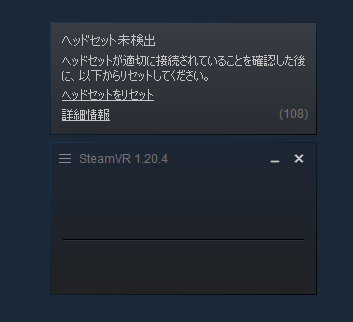 ヘッドセット未検出
ヘッドセットが適切に接続されていることを確認した後
に、以下からリセットしてください。
ヘッドセットをリセット
詳細情報 (108)
SteamVR 1.20.4